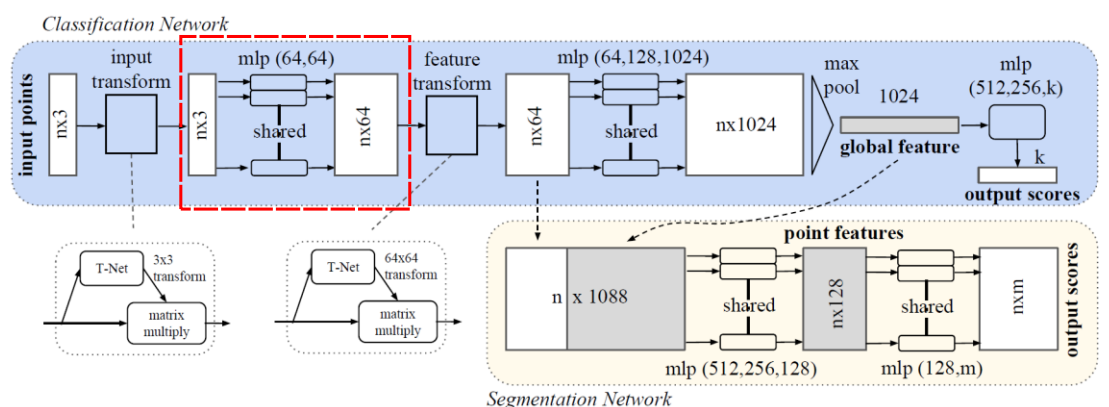 Classification Network
input points
nx3
input
transform
nx3
mlp (64,64)
shared
nx64
feature
transform
nx64
mlp (64,128,1024)
shared
nx1024
max
pool
1024
global feature
mlp
(512,256,k)
k
output scores
T-Net
3x3
transform
matrix
multiply
T-Net
64x64
transform
matrix
multiply
point features
n x 1088
shared
mlp (512,256,128)
nx128
shared
mlp (128,m)
nxm
output scores
Segmentation Network